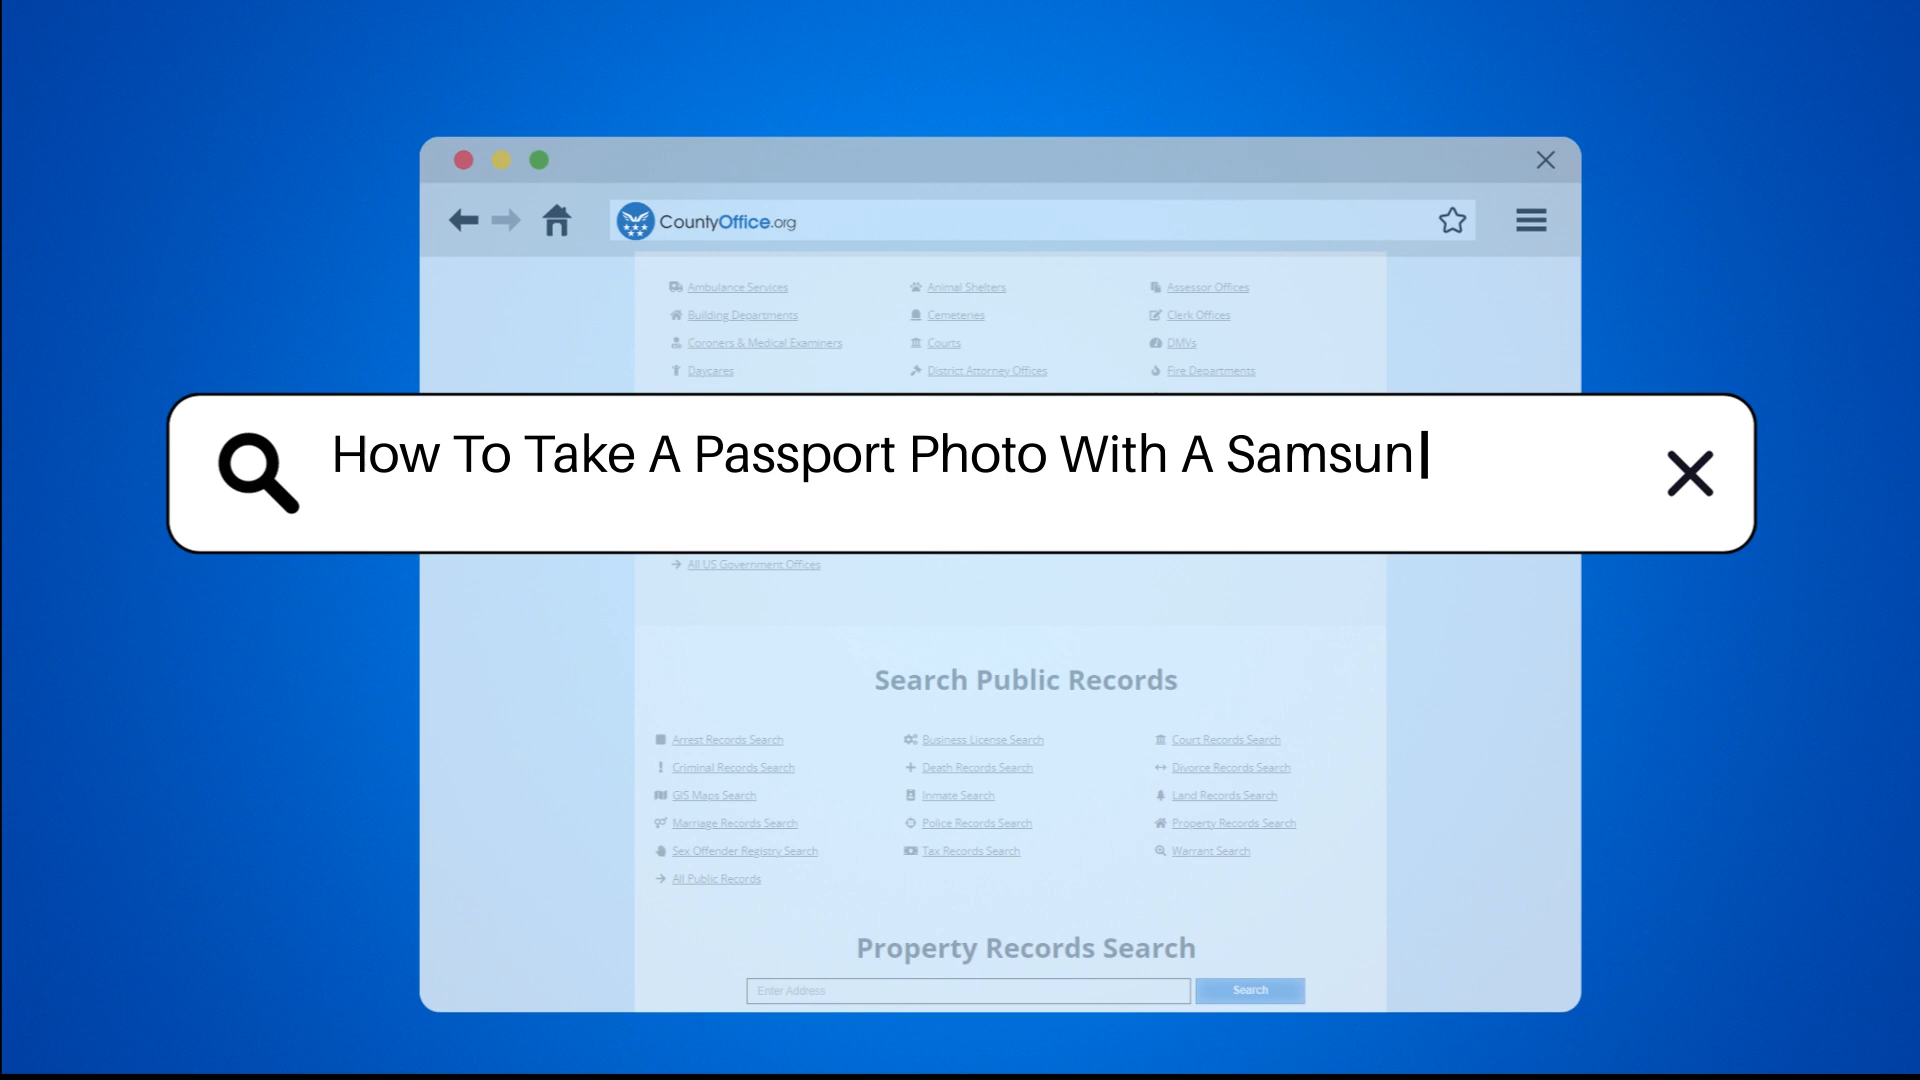 CountyOffice.org
Ambulance Services Animal Shelters Assessor Offices
Building Departments Cemeteries Clerk Offices
Coroners & Medical Examiners Courts DMVs
Daycares District Attorney Offices Fire Departments
How To Take A Passport Photo With A Samsun
All US Government Offices
Search Public Records
Arrest Records Search Business License Search Court Records Search
Criminal Records Search Death Records Search Divorce Records Search
GIS Maps Search Inmate Search Land Records Search
Marriage Records Search Police Records Search Property Records Search
Sex Offender Registry Search Tax Records Search Warrant Search
All Public Records
Property Records Search
Enter Address Search